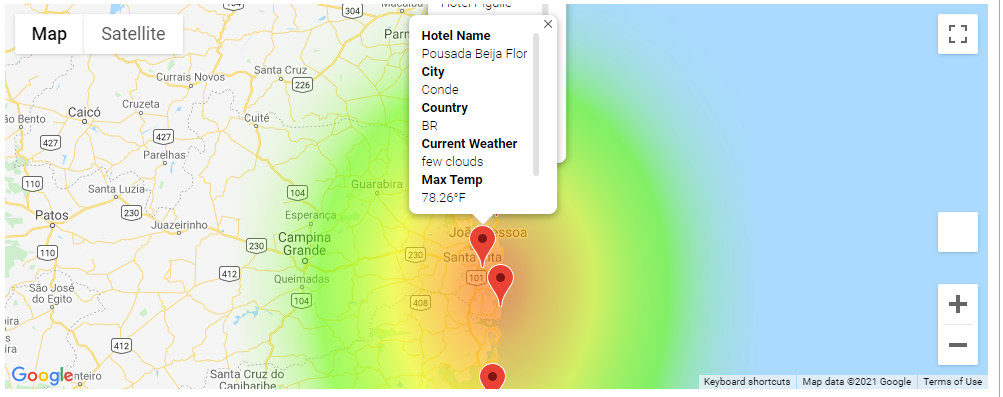 Map
Satellite
Hotel Name
Pousada Beija Flor
City
Conde
Country
BR
Current Weather
few clouds
Max Temp
78.26°F
304
Santa Cruz
226
Currais Novos
Cruzeta
Caicó
Cuité
ão Bento
427
427
Parelhas
110
Santa Luzia
104
Guarabira
Patos
230
Esperança
Juazeirinho
230
Campina
Grande
João Pessoa
Santa Rita
230
412
Queimadas
101
São José
do Egito
104
408
110
412
Santa Cruz do
Capibaribe
Google
Keyboard shortcuts
Map data ©2021 Google
Terms of Use